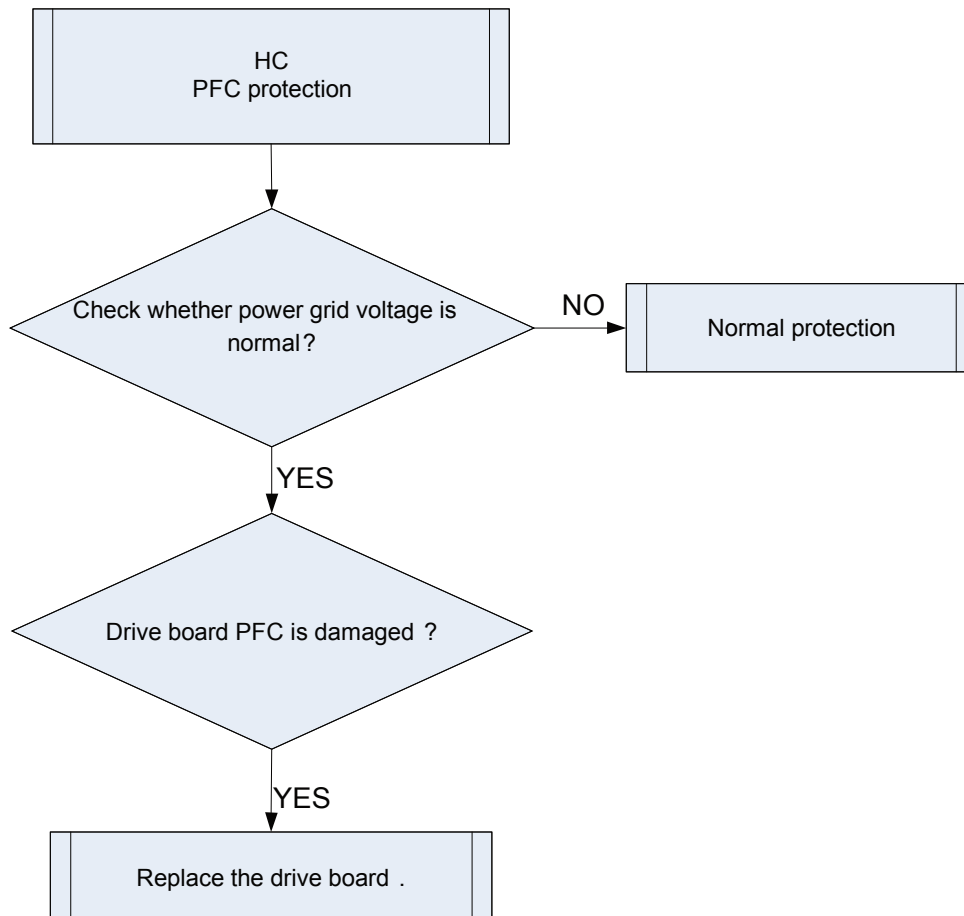 HC
PFC protection
Check whether power grid voltage is
normal?
NO
Normal protection
YES
Drive board PFC is damaged ?
YES
Replace the drive board .